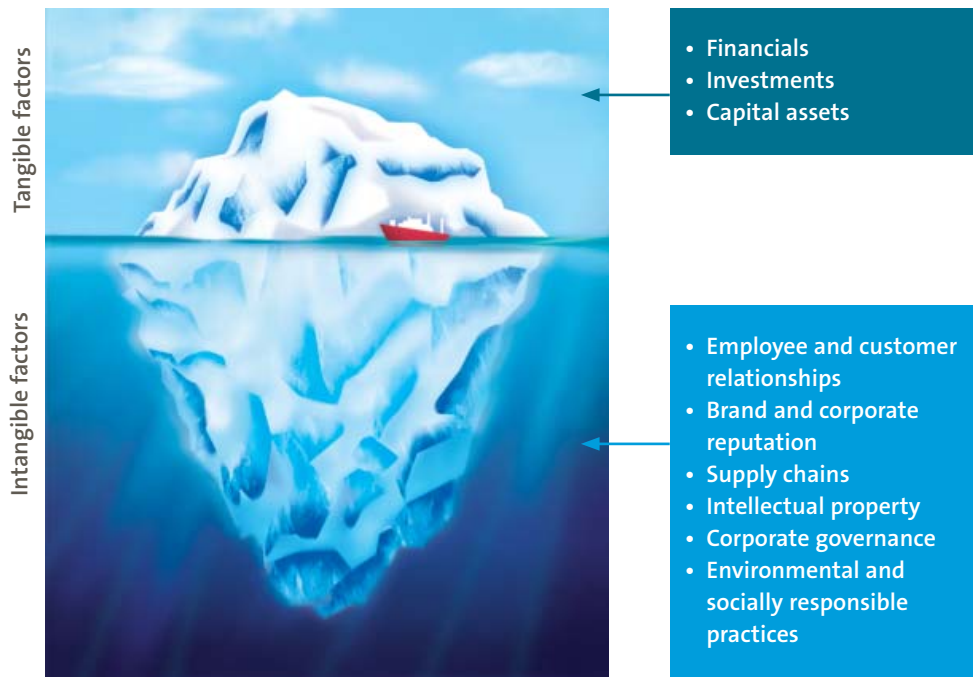 Tangible factors
• Financials
• Investments
• Capital assets
Intangible factors
• Employee and customer
relationships
• Brand and corporate
reputation
• Supply chains
• Intellectual property
• Corporate governance
• Environmental and
socially responsible
practices